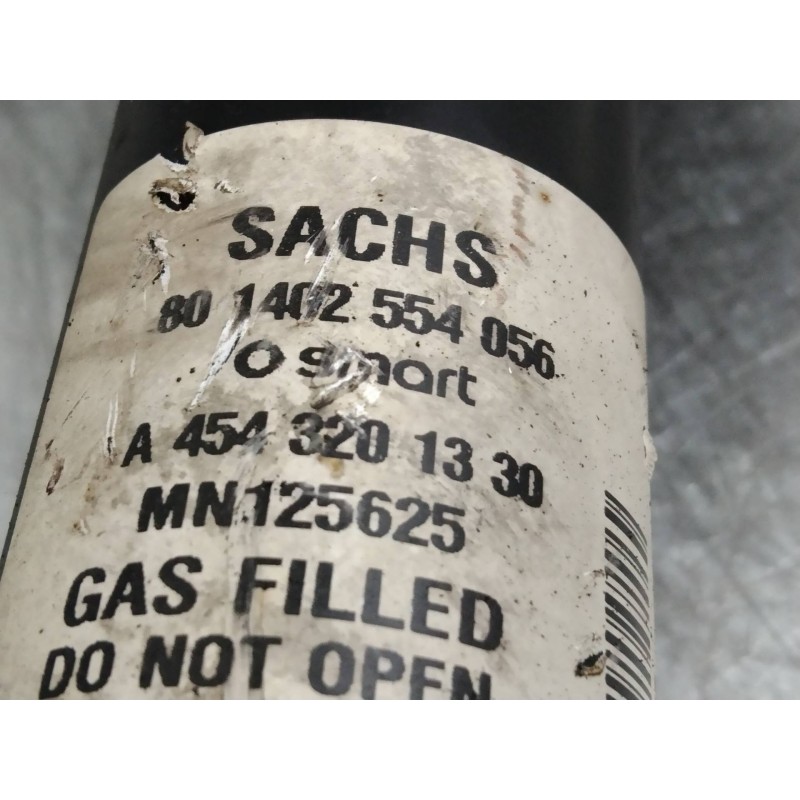 SACHS
80 1402 554 056
smart
A 454 320 13 30
MN125625
GAS FILLED
DO NOT OPEN